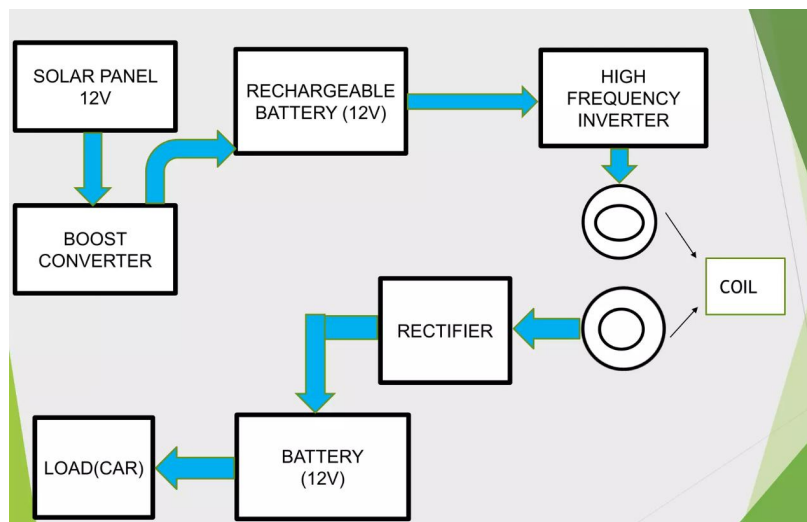 SOLAR PANEL
12V
RECHARGEABLE
BATTERY (12V)
HIGH
FREQUENCY
INVERTER
BOOST
CONVERTER
COIL
RECTIFIER
LOAD(CAR)
BATTERY
(12V)